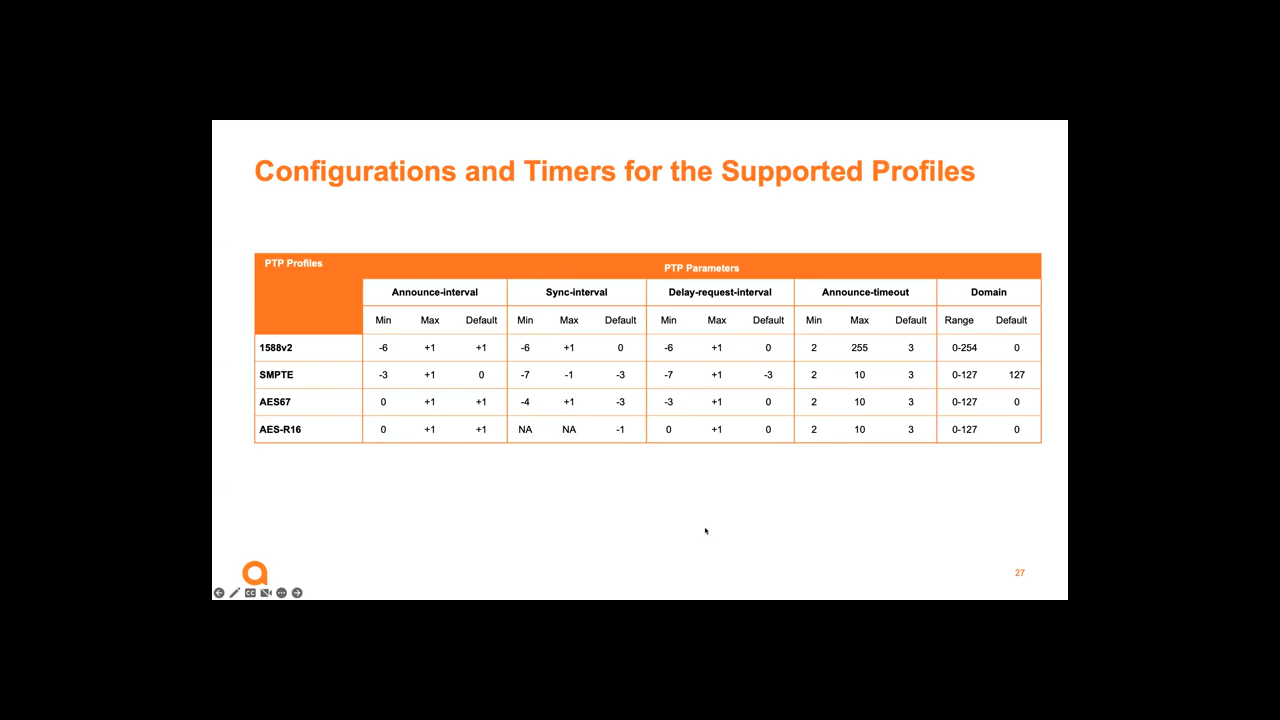 Configurations and Timers for the Supported Profiles
PTP Profiles PTP Parameters
Announce-interval Sync-interval Delay-request-interval Announce-timeout Domain
Min Max Default Min Max Default Min Max Default Min Max Default Range Default
1588v2 -6 +1 +1 -6 +1 0 -6 +1 0 2 255 3 0-254 0
SMPTE -3 +1 0 -7 -1 -3 -7 +1 -3 2 10 3 0-127 127
AES67 0 +1 +1 -4 +1 -3 -3 +1 0 2 10 3 0-127 0
AES-R16 0 +1 +1 NA NA -1 0 +1 0 2 10 3 0-127 0
27
CC